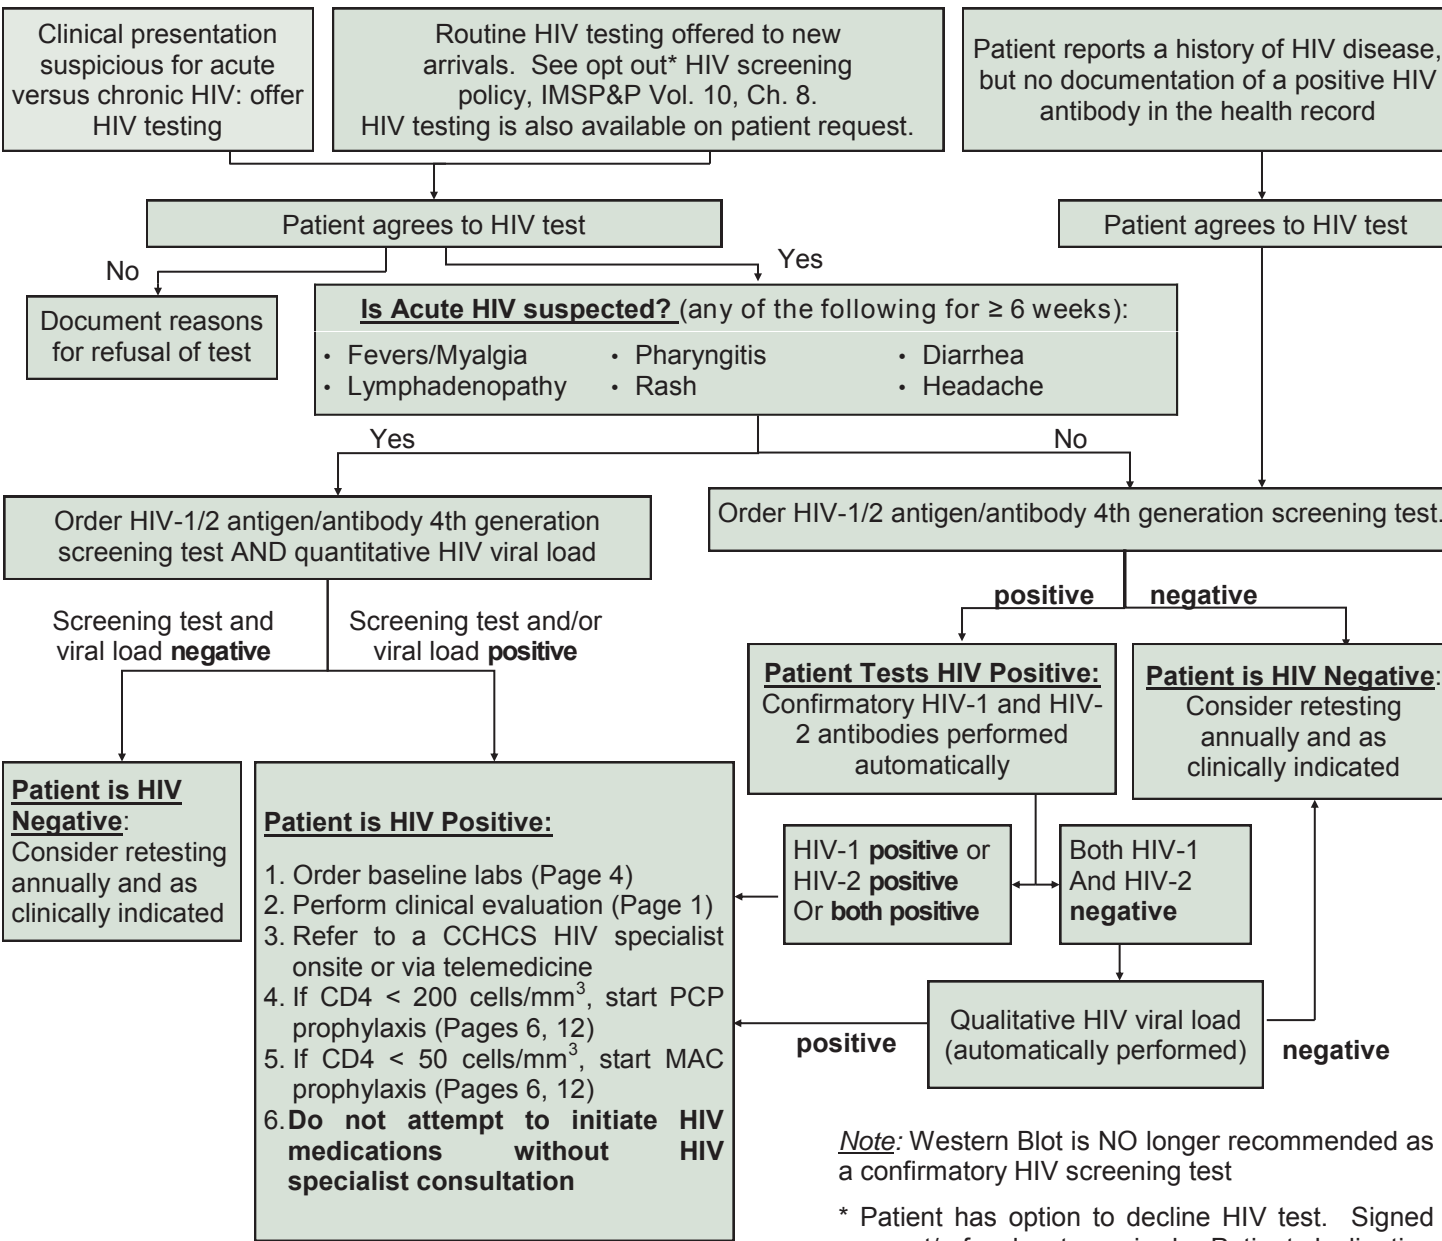 Clinical presentation
suspicious for acute
versus chronic HIV: offer
HIV testing
Routine HIV testing offered to new
arrivals. See opt out* HIV screening
policy, IMSP&P Vol. 10, Ch. 8.
HIV testing is also available on patient request.
Patient reports a history of HIV disease,
but no documentation of a positive HIV
antibody in the health record
Patient agrees to HIV test
Patient agrees to HIV test
No
Yes
Document reasons
for refusal of test
Is Acute HIV suspected? (any of the following for ≥ 6 weeks):
• Fevers/Myalgia • Pharyngitis • Diarrhea
• Lymphadenopathy • Rash • Headache
Yes
No
Order HIV-1/2 antigen/antibody 4th generation
screening test AND quantitative HIV viral load
Order HIV-1/2 antigen/antibody 4th generation screening test.
Screening test and
viral load negative
Screening test and/or
viral load positive
positive
negative
Patient Tests HIV Positive:
Confirmatory HIV-1 and HIV-
2 antibodies performed
automatically
Patient is HIV Negative:
Consider retesting
annually and as
clinically indicated
Patient is HIV
Negative:
Consider retesting
annually and as
clinically indicated
Patient is HIV Positive:
1. Order baseline labs (Page 4)
2. Perform clinical evaluation (Page 1)
3. Refer to a CCHCS HIV specialist
onsite or via telemedicine
4. If CD4 < 200 cells/mm³, start PCP
prophylaxis (Pages 6, 12)
5. If CD4 < 50 cells/mm³, start MAC
prophylaxis (Pages 6, 12)
6. Do not attempt to initiate HIV
medications without HIV
specialist consultation
HIV-1 positive or
HIV-2 positive
Or both positive
Both HIV-1
And HIV-2
negative
Qualitative HIV viral load
(automatically performed)
positive
negative
Note: Western Blot is NO longer recommended as
a confirmatory HIV screening test
* Patient has option to decline HIV test. Signed